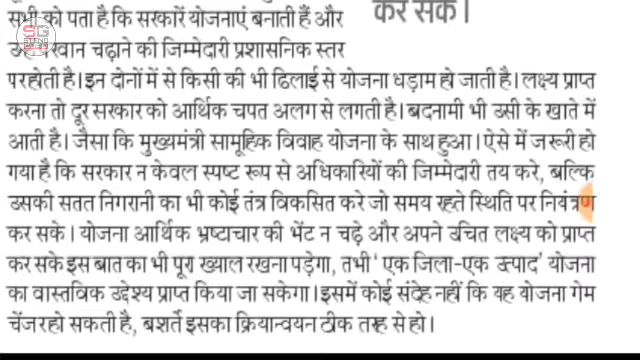 कर सके।
सभी को पता है कि सरकारें योजनाएं बनाती हैं और
परवान चढ़ाने की जिम्मेदारी प्रशासनिक स्तर
पर होती है। इन दोनों में से किसी की भी ढिलाई से योजना धड़ाम हो जाती है। लक्ष्य प्राप्त
करना तो दूर सरकार को आर्थिक चपत अलग से लगती है। बदनामी भी उसी के खाते में
आती है। जैसा कि मुख्यमंत्री सामूहिक विवाह योजना के साथ हुआ। ऐसे में जरूरी हो
गया है कि सरकार न केवल स्पष्ट रूप से अधिकारियों की जिम्मेदारी तय करे, बल्कि
उसकी सतत निगरानी का भी कोई तंत्र विकसित करे जो समय रहते स्थिति पर नियंत्रण
कर सके। योजना आर्थिक भ्रष्टाचार की भेंट न चढ़े और अपने उचित लक्ष्य को प्राप्त
कर सके इस बात का भी पूरा ख्याल रखना पड़ेगा, तभी 'एक जिला-एक उत्पाद' योजना
का वास्तविक उद्देश्य प्राप्त किया जा सकेगा। इसमें कोई संदेह नहीं कि यह योजना गेम
चेंजर हो सकती है, बशर्ते इसका क्रियान्वयन ठीक तरह से हो।